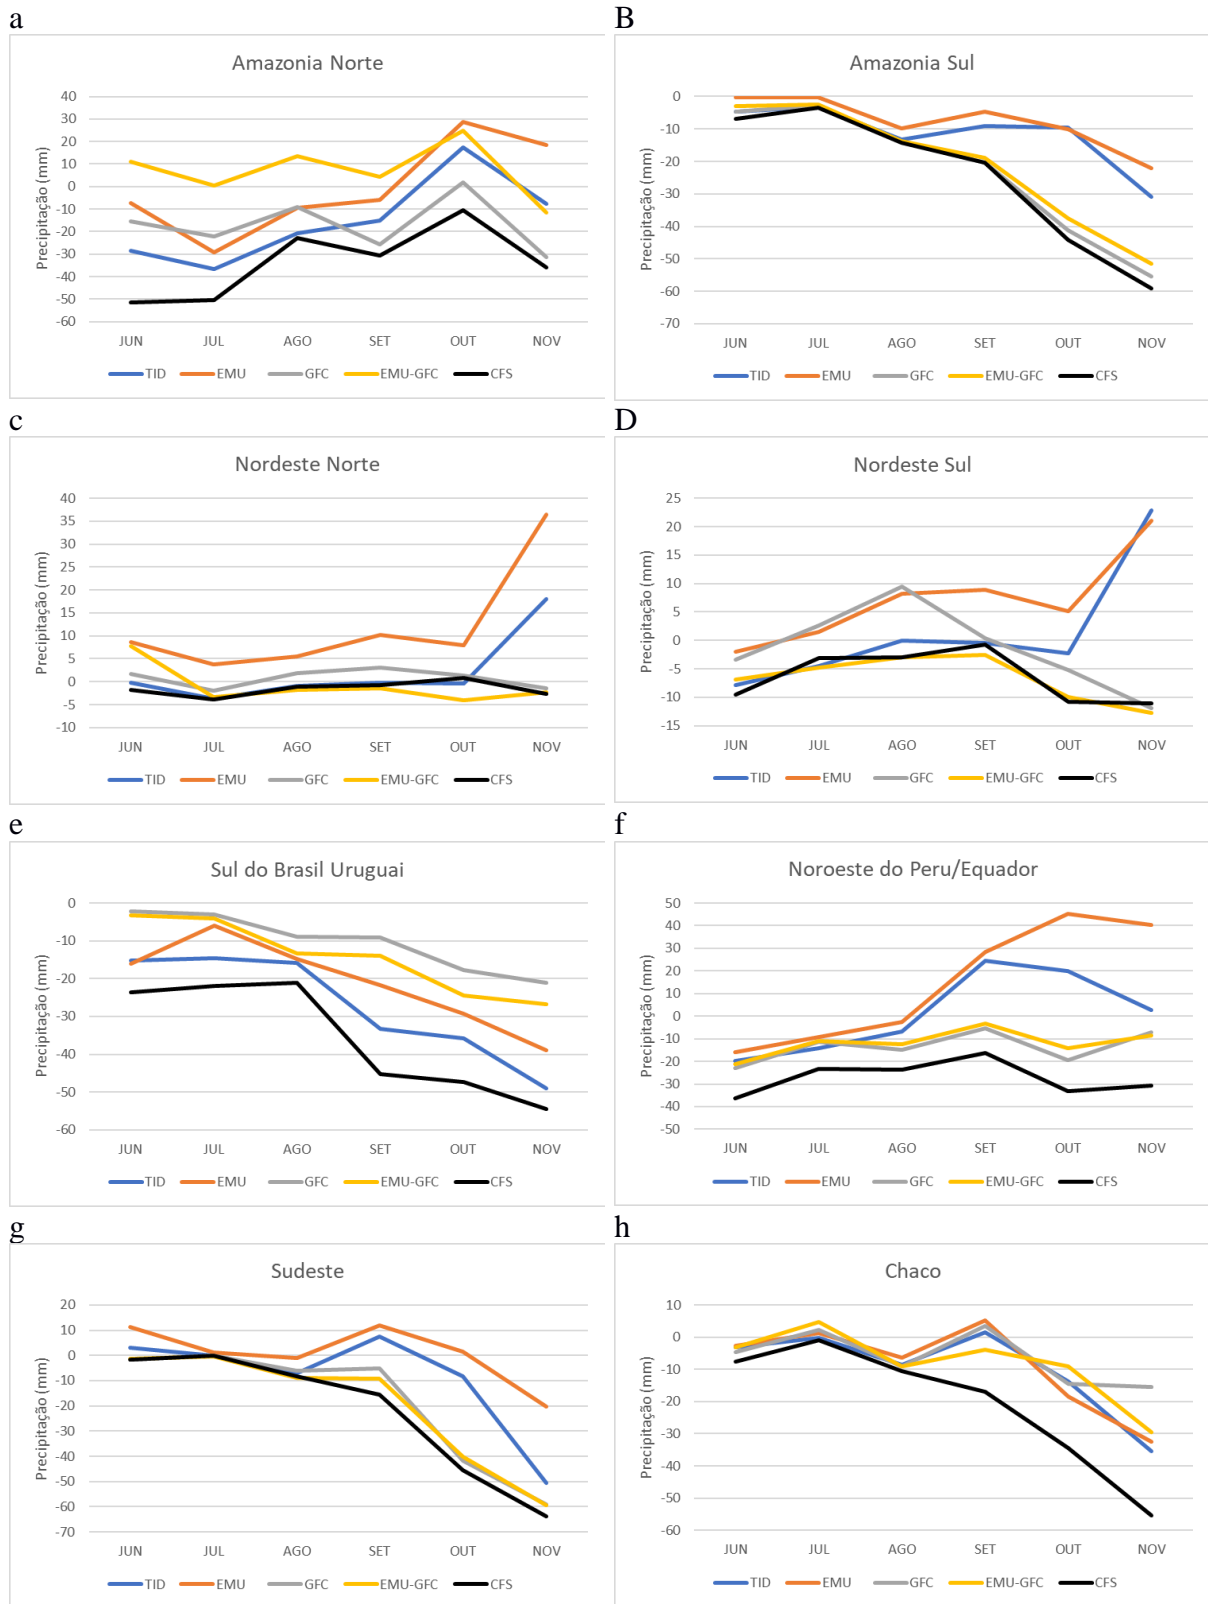 a
Amazonia Norte
Precipitação (mm)
40
30
20
10
0
-10
-20
-30
-40
-50
-60
JUN JUL AGO SET OUT NOV
TID EMU GFC EMU-GFC CFS
B
Amazonia Sul
Precipitação (mm)
0
-10
-20
-30
-40
-50
-60
-70
JUN JUL AGO SET OUT NOV
TID EMU GFC EMU-GFC CFS
c
Nordeste Norte
Precipitação (mm)
40
35
30
25
20
15
10
5
0
-5
-10
JUN JUL AGO SET OUT NOV
TID EMU GFC EMU-GFC CFS
D
Nordeste Sul
Precipitação (mm)
25
20
15
10
5
0
-5
-10
-15
JUN JUL AGO SET OUT NOV
TID EMU GFC EMU-GFC CFS
e
Sul do Brasil Uruguai
Precipitação (mm)
0
-10
-20
-30
-40
-50
-60
JUN JUL AGO SET OUT NOV
TID EMU GFC EMU-GFC CFS
f
Noroeste do Peru/Equador
Precipitação (mm)
50
40
30
20
10
0
-10
-20
-30
-40
-50
JUN JUL AGO SET OUT NOV
TID EMU GFC EMU-GFC CFS
g
Sudeste
Precipitação (mm)
20
10
0
-10
-20
-30
-40
-50
-60
-70
JUN JUL AGO SET OUT NOV
TID EMU GFC EMU-GFC CFS
h
Chaco
Precipitação (mm)
10
0
-10
-20
-30
-40
-50
-60
JUN JUL AGO SET OUT NOV
TID EMU GFC EMU-GFC CFS